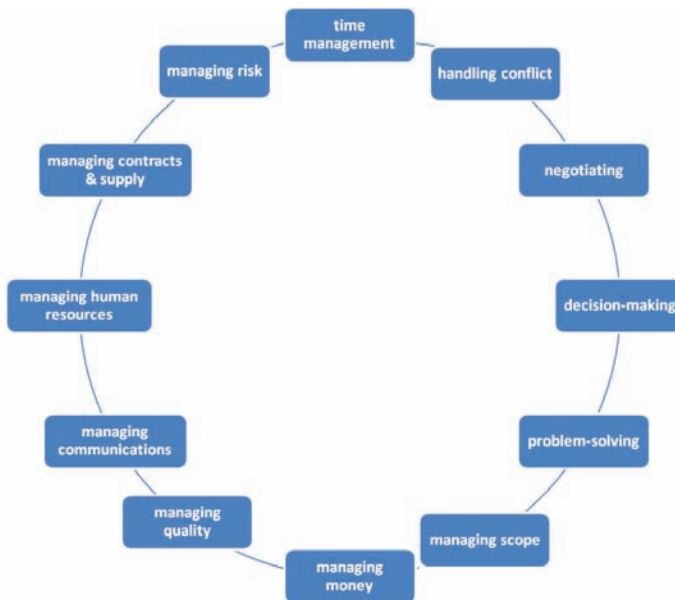 time
management
handling conflict
negotiating
decision-making
problem-solving
managing scope
managing
money
managing
quality
managing
communications
managing human
resources
managing contracts
& supply
managing risk